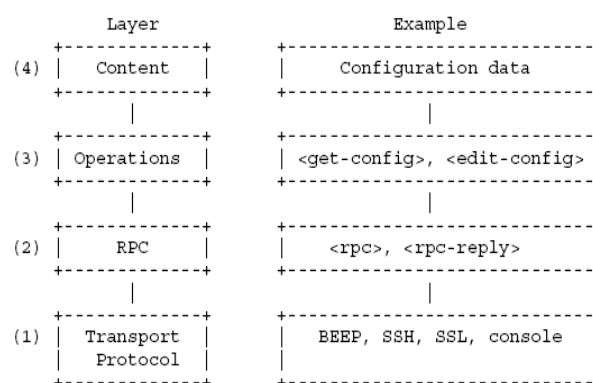 Layer Example
(4) Content Configuration data
(3) Operations <get-config>, <edit-config>
(2) RPC <rpc>, <rpc-reply>
(1) Transport BEEP, SSH, SSL, console
Protocol